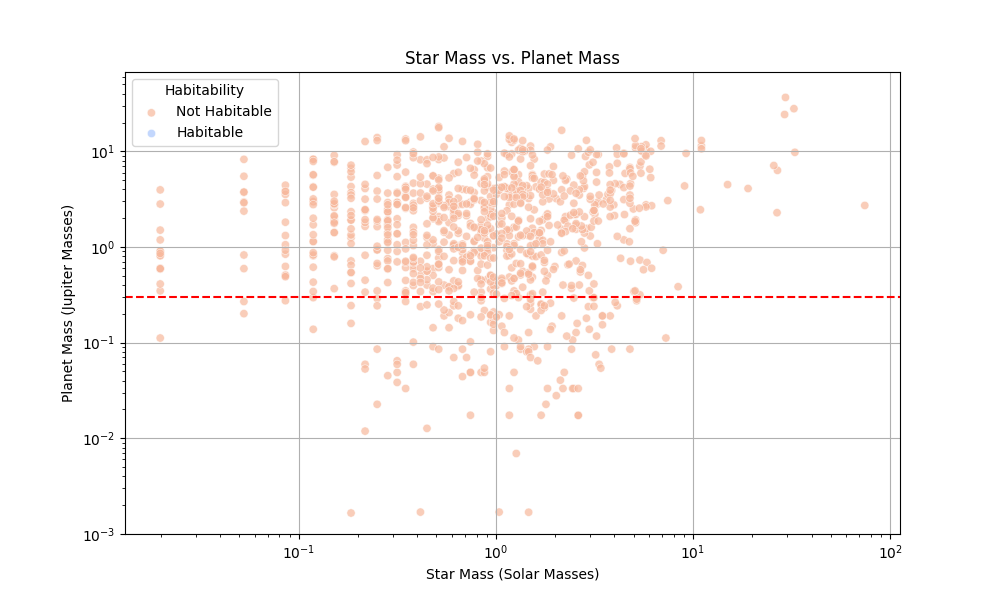 Star Mass vs. Planet Mass
Habitability
Not Habitable
Habitable
Planet Mass (Jupiter Masses)
10¹
10⁰
10⁻¹
10⁻²
10⁻³
10⁻¹
10⁰
10¹
10²
Star Mass (Solar Masses)